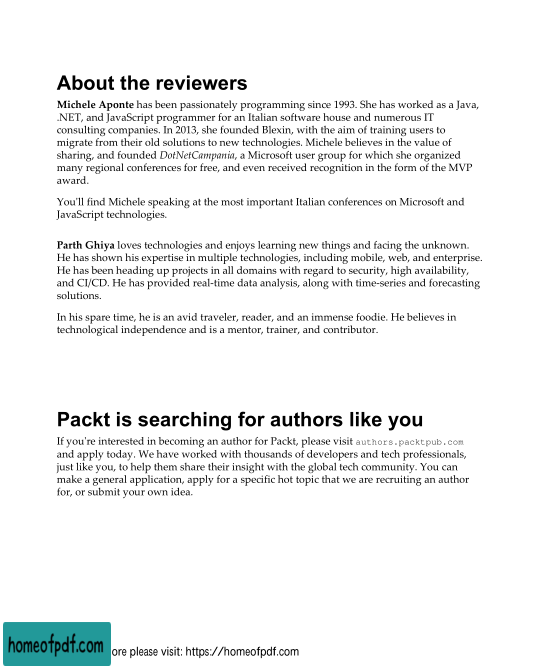 About the reviewers
Michele Aponte has been passionately programming since 1993. She has worked as a Java,
.NET, and JavaScript programmer for an Italian software house and numerous IT
consulting companies. In 2013, she founded Blexin, with the aim of training users to
migrate from their old solutions to new technologies. Michele believes in the value of
sharing, and founded DotNetCampania, a Microsoft user group for which she organized
many regional conferences for free, and even received recognition in the form of the MVP
award.
You'll find Michele speaking at the most important Italian conferences on Microsoft and
JavaScript technologies.
Parth Ghiya loves technologies and enjoys learning new things and facing the unknown.
He has shown his expertise in multiple technologies, including mobile, web, and enterprise.
He has been heading up projects in all domains with regard to security, high availability,
and CI/CD. He has provided real-time data analysis, along with time-series and forecasting
solutions.
In his spare time, he is an avid traveler, reader, and an immense foodie. He believes in
technological independence and is a mentor, trainer, and contributor.
Packt is searching for authors like you
If you're interested in becoming an author for Packt, please visit authors.packtpub.com
and apply today. We have worked with thousands of developers and tech professionals,
just like you, to help them share their insight with the global tech community. You can
make a general application, apply for a specific hot topic that we are recruiting an author
for, or submit your own idea.
homeofpdf.com ore please visit: https://homeofpdf.com